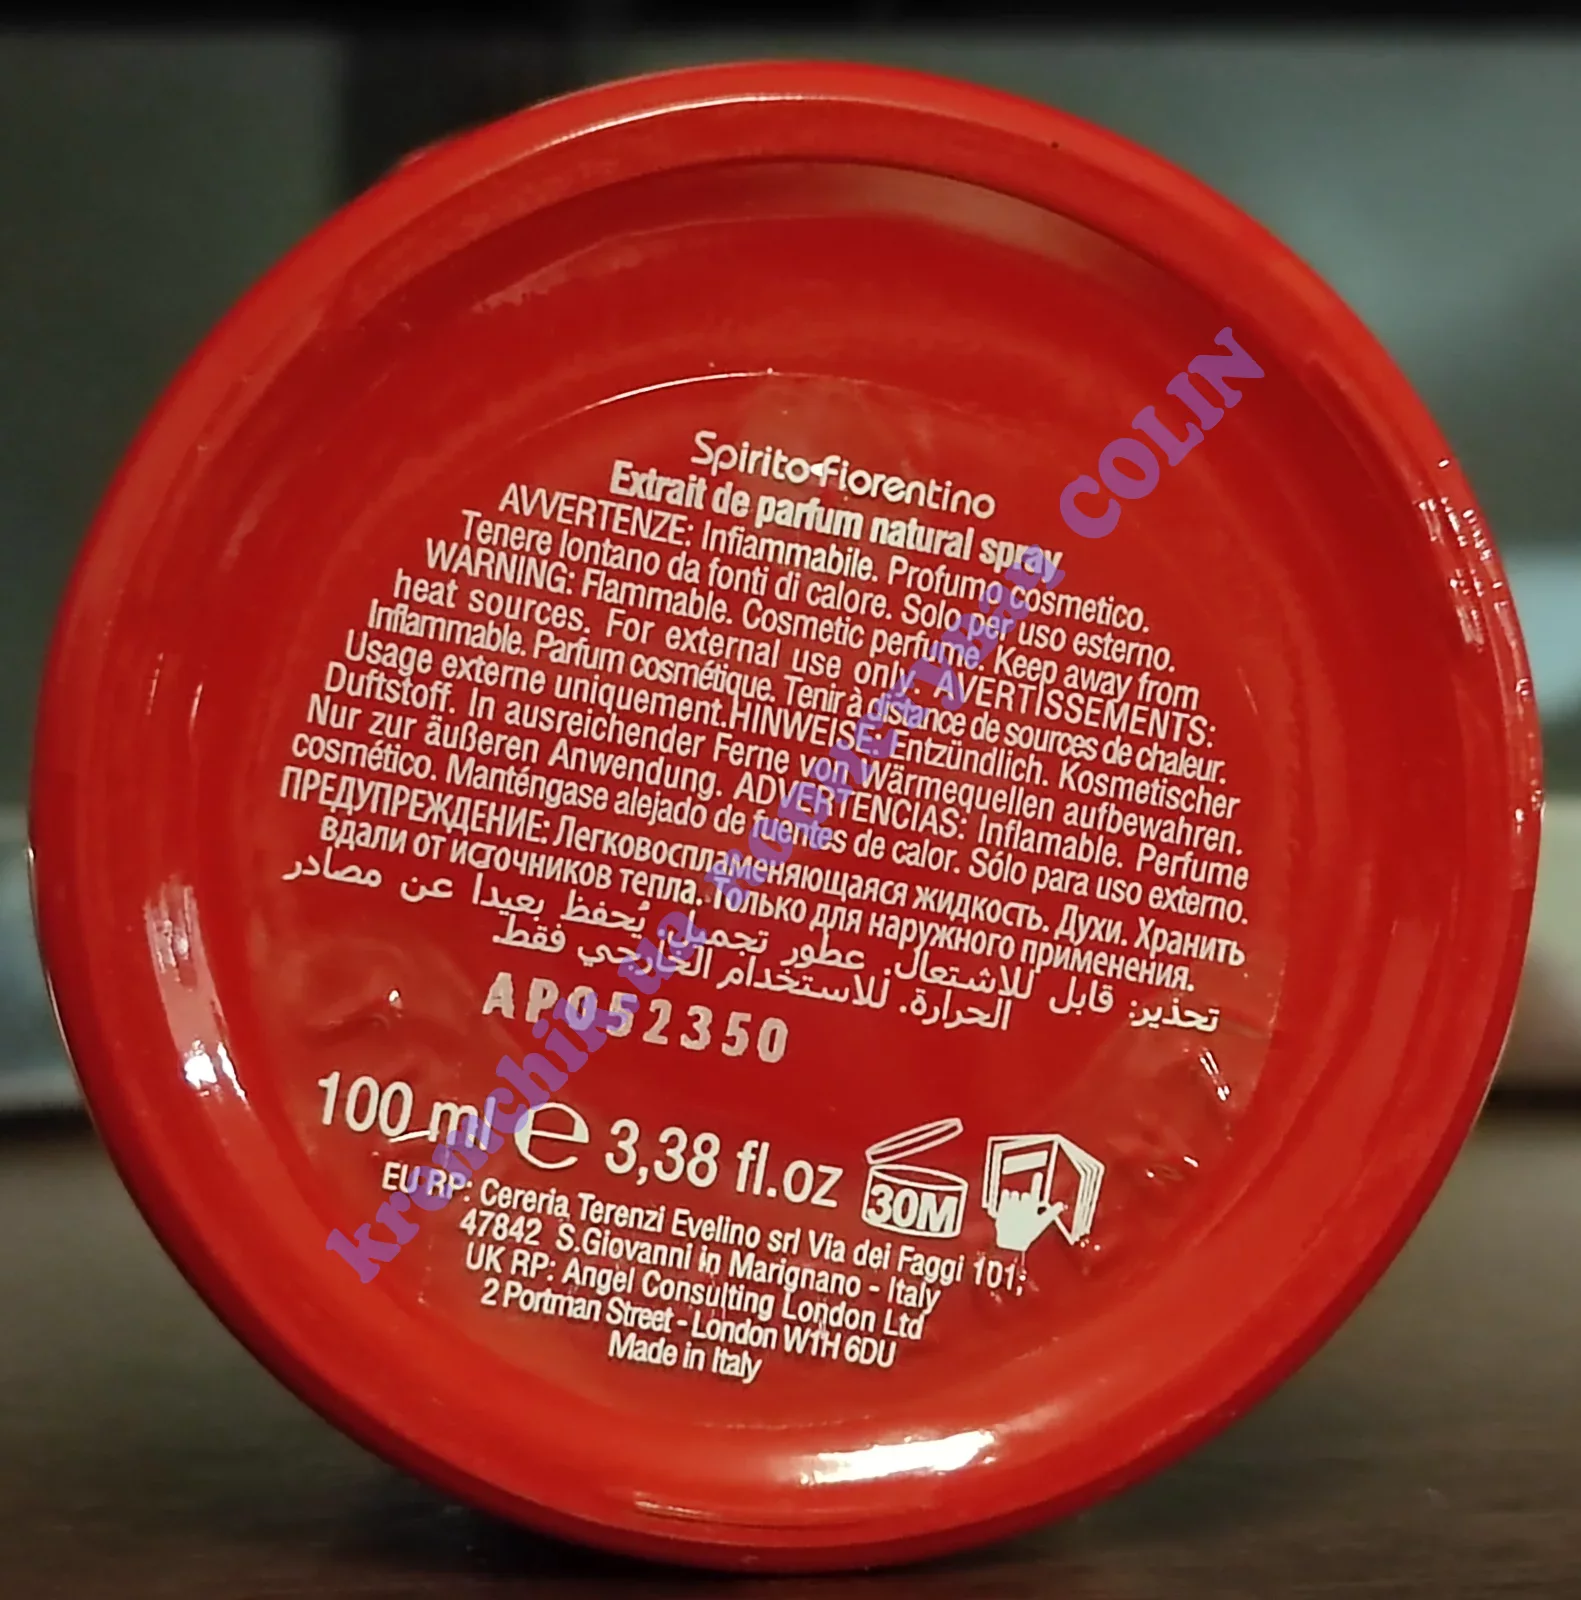 Spirito Fiorentino
Extrait de parfum natural spray
AVVERTENZE: Infiammabile. Profumo cosmetico.
Tenere lontano da fonti di calore. Solo per uso esterno.
WARNING: Flammable. Cosmetic perfume. Keep away from
heat sources. For external use only. AVERTISSEMENTS:
Inflammable. Parfum cosmétique. Tenir à distance de sources de chaleur.
Usage externe uniquement.HINWEISE: Entzündlich. Kosmetischer
Duftstoff. In ausreichender Ferne von Wärmequellen aufbewahren.
Nur zur äußeren Anwendung. ADVERTENCIAS: Inflamable. Perfume
cosmético. Manténgase alejado de fuentes de calor. Sólo para uso externo.
ПРЕДУПРЕЖДЕНИЕ: Легковоспламеняющаяся жидкость. Духи. Хранить
вдали от источников тепла. Только для наружного применения.
تحذير: قابل للاشتعال. عطور تجميل. يُحفظ بعيدا عن مصادر
الحرارة. للاستخدام الخارجي فقط.
AP052350
100 ml e 3,38 fl.oz 30M
EU RP: Cereria Terenzi Evelino srl Via dei Faggi 101;
47842 S.Giovanni in Marignano - Italy
UK RP: Angel Consulting London Ltd
2 Portman Street - London W1H 6DU
Made in Italy
kronchik.ua COLIN